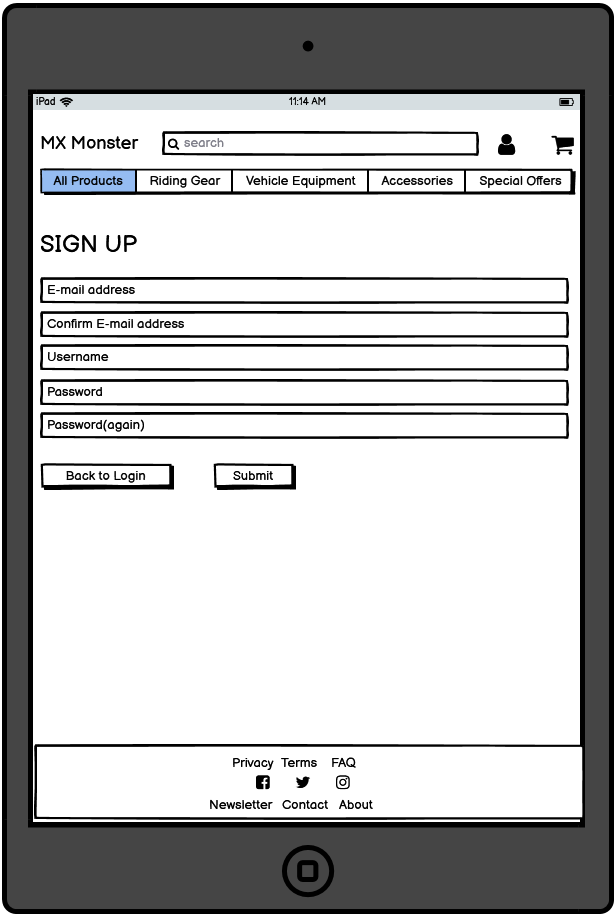 iPad 11:14 AM
MX Monster search
All Products Riding Gear Vehicle Equipment Accessories Special Offers
SIGN UP
E-mail address
Confirm E-mail address
Username
Password
Password(again)
Back to Login Submit
Privacy Terms FAQ
Newsletter Contact About